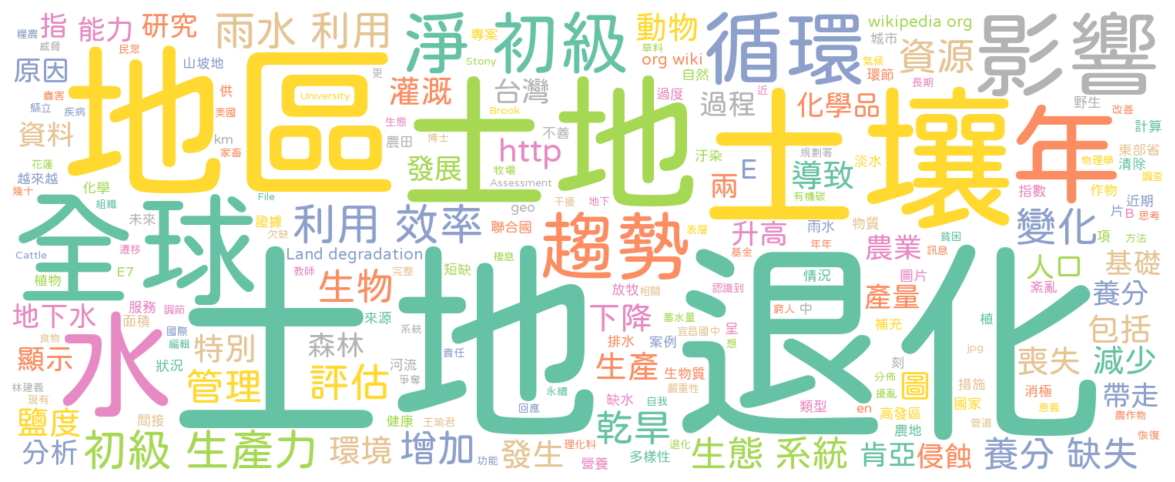 土地 退化
地區
土地
土壤
全球
水
年
影響
循環
淨 初級
趨勢
雨水 利用
利用 效率
初級 生產力
生態 系統
養分 缺失
指
能力
研究
動物
wikipedia org
城市
資源
糧農
威脅
民眾
專案
草料
Stony
org wiki
自然
氣候
環節
長期
原因
山坡地
更
灌溉
台灣
過度
過程
近
化學品
野生
改善
轟害
供
University
縣立
疾病
美國
生態
Brook
資料
km
農田
不善
博士
汙染
規劃署
計算
家畜
http
淡水
東部省
花蓮
發展
牧場
物理學
清除
越來越
化學
幾十
Assessment
兩
E
導致
調查
組織
File
干擾
地下
有機碳
指數
作物
近期
片
B
思考
未來
證據
geo
表層
升高
雨水
物質
變化
項
方法
遷移
欠缺
聯合國
年年
農業
貧困
訊息
Cattle
Land degradation
棲息
基金
人口
基礎
植物
E7
教師
完整
短缺
生物
放牧
相關
認識到
情況
圖片
紊亂
地下水
服務
調節
面積
來源
窮人
中
產量
植
養分
下降
蓄水量
國際
編輯
系統
責任
排水
案例
宜昌國中
呈
想
補充
包括
食物
顯示
狀況
特別
森林
河流
爭奪
生產
生物質
嚴重性
刻
jpg
喪失
減少
林建義
現有
管理
評估
永續
自我
缺水
分佈
擾亂
圖
措施
國家
消極
帶走
鹽度
間接
健康
王瑜君
回應
乾旱
類型
en
高發區
管道
意義
農作物
農地
恢復
分析
環境
增加
功能
發生
理化科
營養
退化
多樣性
肯亞
侵蝕